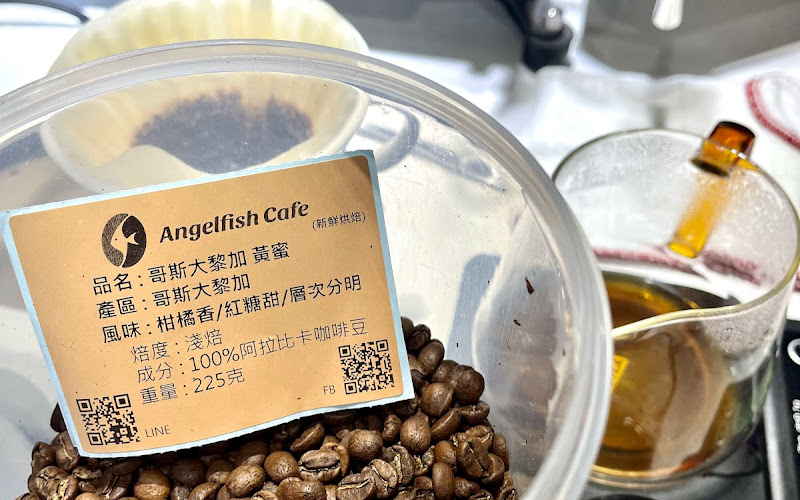 Angelfish Cafe
(新鮮烘焙)
品名：哥斯大黎加 黃蜜
產區：哥斯大黎加
風味：柑橘香/紅糖甜/層次分明
焙度：淺焙
成分：100%阿拉比卡咖啡豆
重量：225克
LINE
FB